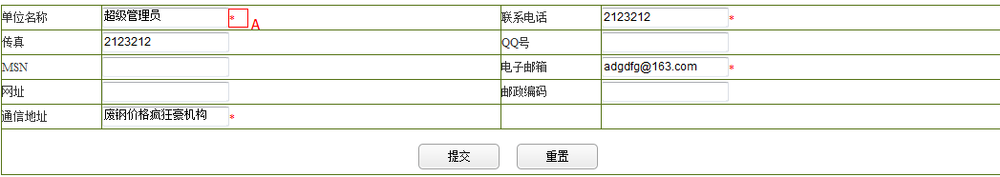 单位名称 超级管理员 * A 联系电话 2123212 *
传真 2123212 QQ号
MSN 电子邮箱 adgdfg@163.com *
网址 邮政编码
通信地址 废钢价格疯狂豪机构 *
提交 重置